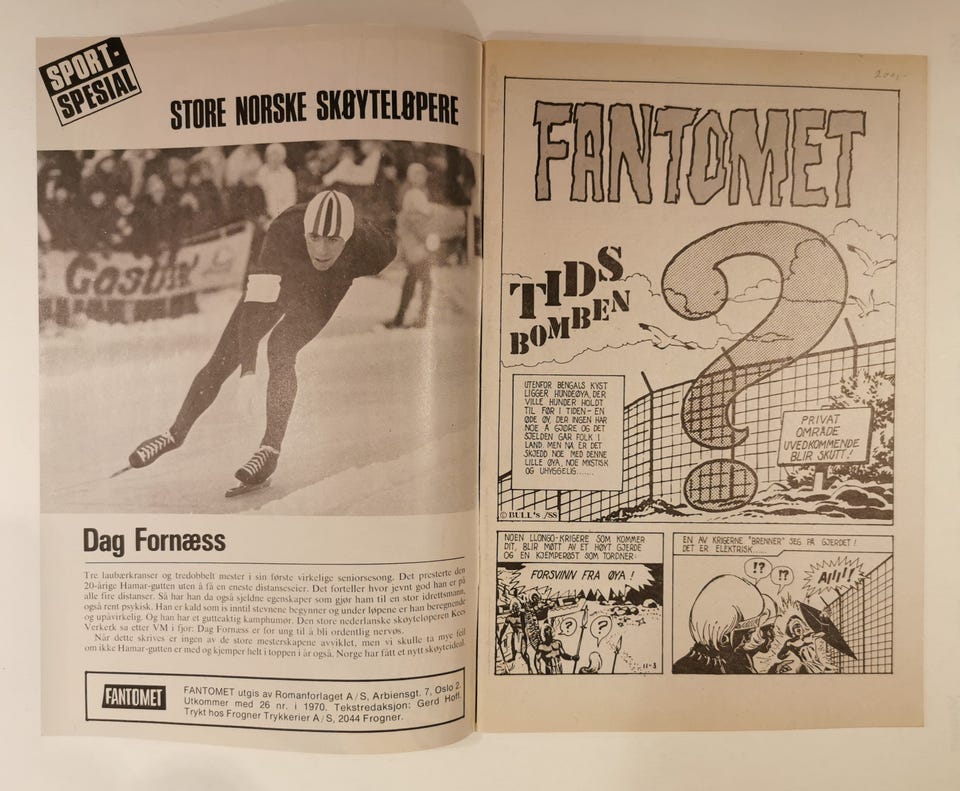 SPORT-
SPESIAL
STORE NORSKE SKØYTELØPERE
Gostin
Dag Fornæss
Tre laubærkranser og tredobbelt mester i sin første virkelige seniorsesong. Det presterte den
20-årige Hamar-gutten uten å få en eneste distanseseier. Det forteller hvor jevnt god han er på
alle fire distanser. Så har han da også sjeldne egenskaper som gjør ham til en stor idrettsmann,
også rent psykisk. Han er kald som is inntil stevnene begynner og under løpene er han beregnende
og upåvirkelig. Og han har et gutteaktig kamphumør. Den store nederlanske skøyteløperen Kees
Verkerk sa etter VM i fjor: Dag Fornæss er for ung til å bli ordentlig nervøs.
Når dette skrives er ingen av de store mesterskapene avviklet, men vi skulle ta mye feil
om ikke Hamar-gutten er med og kjemper helt i toppen i år også. Norge har fått et nytt skøyteideal.
FANTOMET
FANTOMET utgis av Romanforlaget A/S, Arbiensgt. 7, Oslo 2.
Utkommer med 26 nr. i 1970. Tekstredaksjon: Gerd Hoff.
Trykt hos Frogner Trykkerier A/S, 2044 Frogner.
200,-
FANTOMET
TIDS
BOMBEN
?
UTENFOR BENGALS KYST
LIGGER HUNDEØYA, DER
VILLE HUNDER HOLDT
TIL FØR I TIDEN - EN
ØDE ØY, DER INGEN HAR
NOE Å GJØRE OG DET
SJELDEN GÅR FOLK I
LAND. MEN NÅ ER DET
SKJEDD NOE MED DENNE
LILLE ØYA, NOE MYSTISK
OG UHYGGELIG......
PRIVAT
OMRÅDE
UVEDKOMMENDE
BLIR SKUTT!
© BULL'S /SS
NOEN LLONGO-KRIGERE SOM KOMMER
DIT, BLIR MØTT AV ET HØYT GJERDE
OG EN KJEMPERØST SOM TORDNER:
FORSVINN FRA ØYA!
?
?
11-3
EN AV KRIGERNE "BRENNER" SEG PÅ GJERDET!
DET ER ELEKTRISK.....
!?
!?
AIIII!